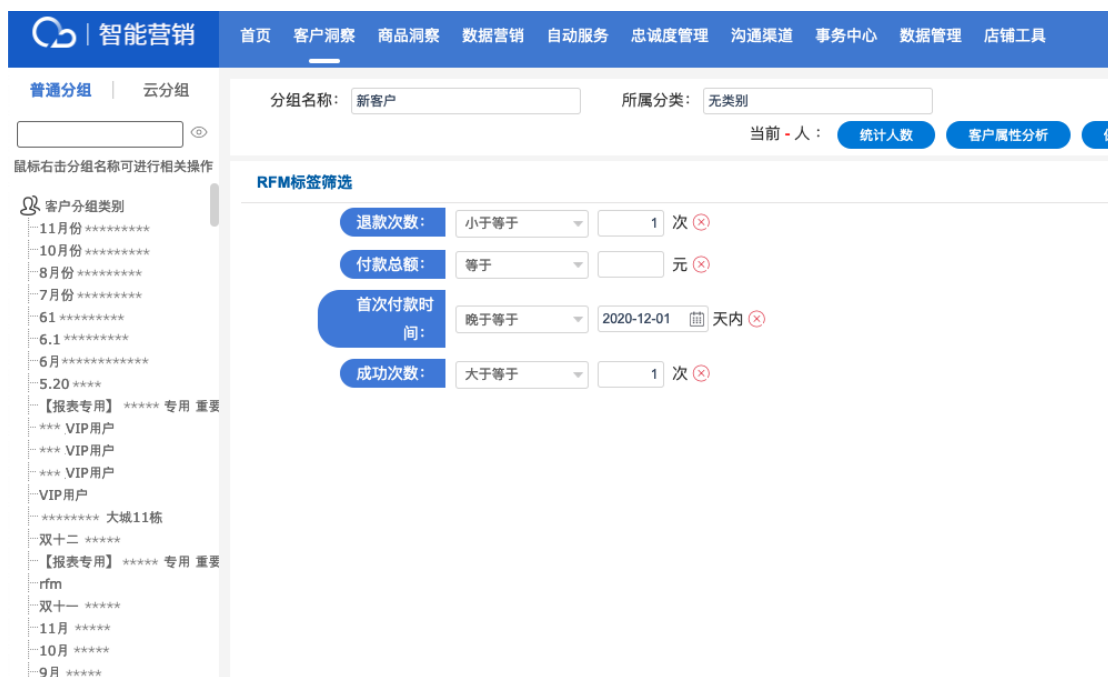 智能营销 首页 客户洞察 商品洞察 数据营销 自动服务 忠诚度管理 沟通渠道 事务中心 数据管理 店铺工具
普通分组 云分组
鼠标右击分组名称可进行相关操作
客户分组类别
11月份 *********
10月份 *********
8月份 *********
7月份 *********
61 *********
6.1 *********
6月************
5.20 ****
【报表专用】 ***** 专用 重要
*** VIP用户
*** VIP用户
*** VIP用户
VIP用户
******** 大城11栋
双十二 *****
【报表专用】 ***** 专用 重要
rfm
双十一 *****
11月 *****
10月 *****
9月 *****
分组名称： 新客户 所属分类： 无类别
当前 - 人 ： 统计人数 客户属性分析
RFM标签筛选
退款次数： 小于等于 1 次
付款总额： 等于 元
首次付款时
间： 晚于等于 2020-12-01 天内
成功次数： 大于等于 1 次